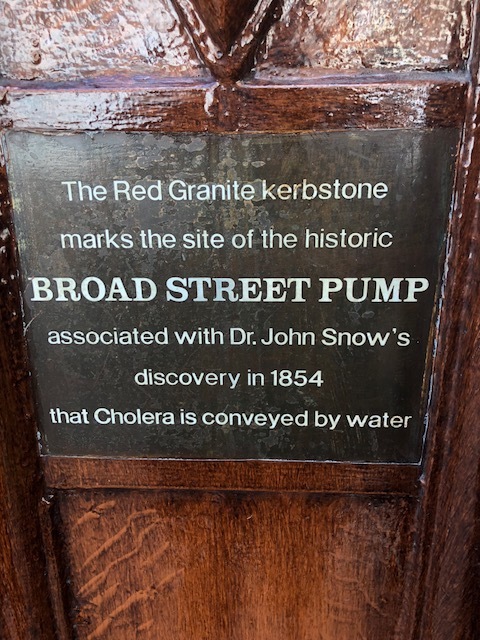 The Red Granite kerbstone
marks the site of the historic
BROAD STREET PUMP
associated with Dr. John Snow's
discovery in 1854
that Cholera is conveyed by water